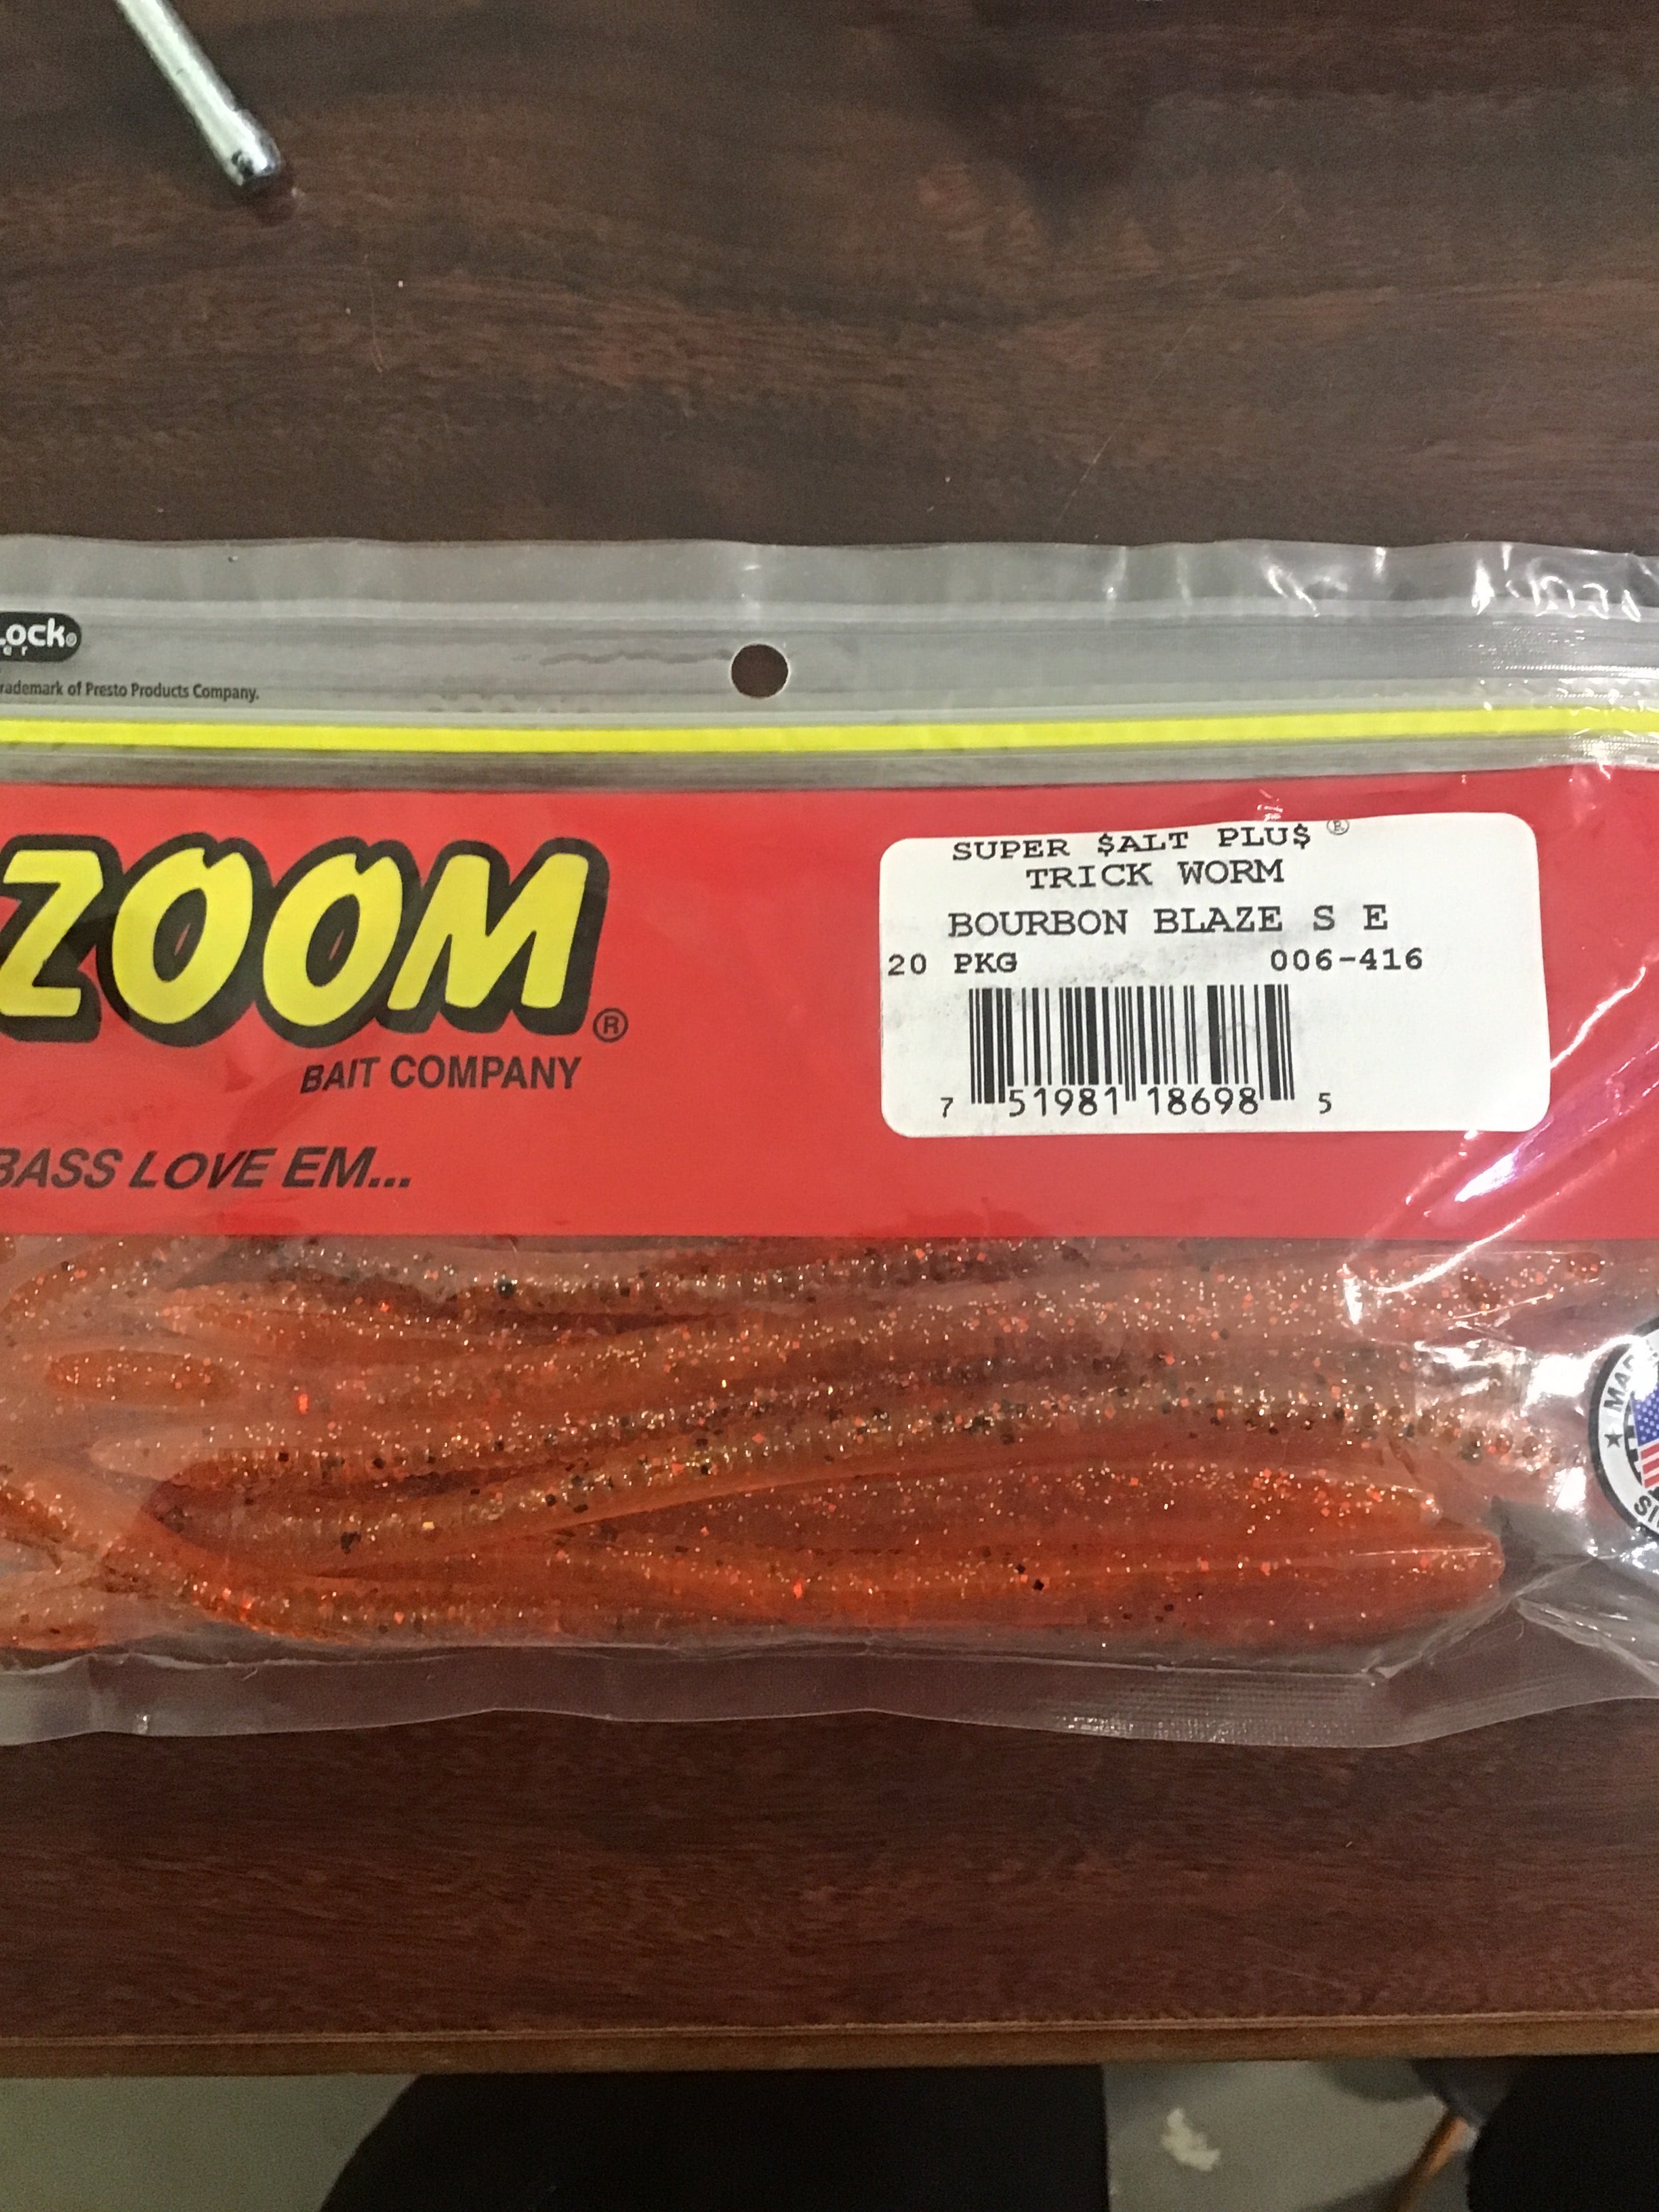 Lock®
er
rademark of Presto Products Company.
ZOOM®
BAIT COMPANY
BASS LOVE EM...
SUPER $ALT PLU$ ®
TRICK WORM
BOURBON BLAZE S E
20 PKG 006-416
7 51981 18698 5